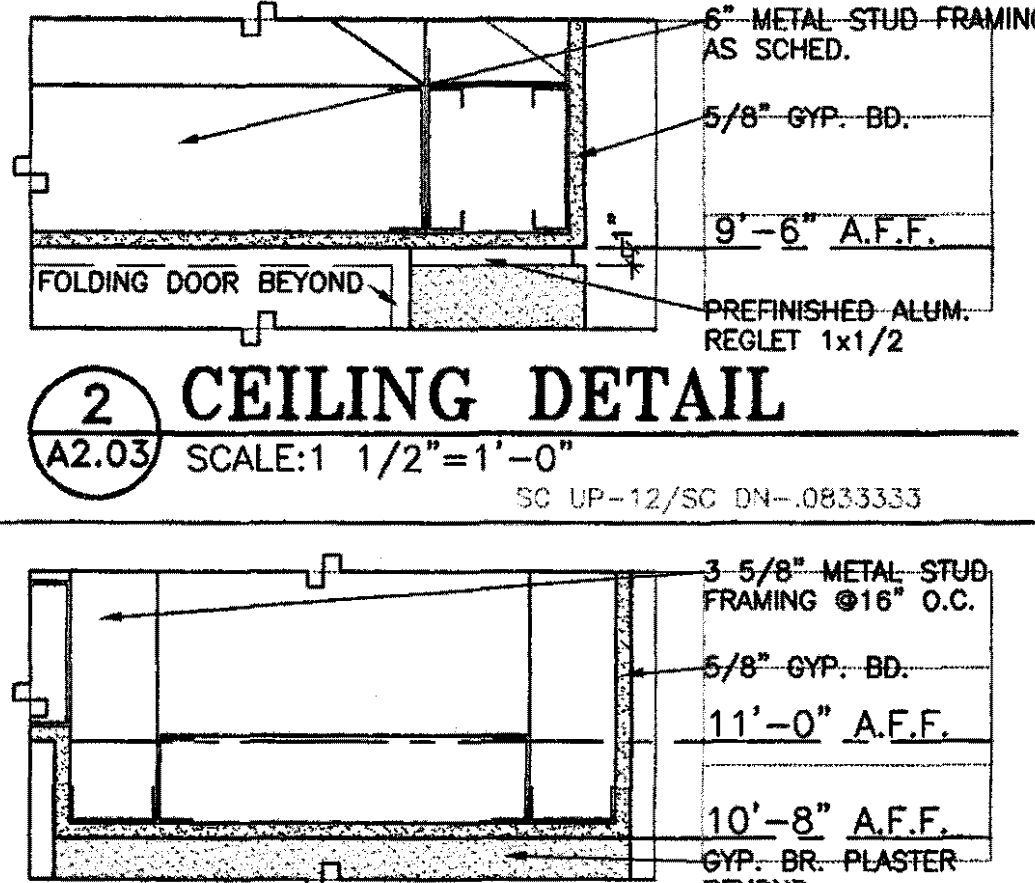 6" METAL STUD FRAMING
AS SCHED.
5/8" GYP. BD.
1"
9'-6" A.F.F.
FOLDING DOOR BEYOND
PREFINISHED ALUM.
REGLET 1x1/2
2
A2.03
CEILING DETAIL
SCALE:1 1/2"=1'-0"
SC UP-12/SC DN-.0833333
3 5/8" METAL STUD
FRAMING @16" O.C.
5/8" GYP. BD.
11'-0" A.F.F.
10'-8" A.F.F.
GYP. BR. PLASTER
BEYOND